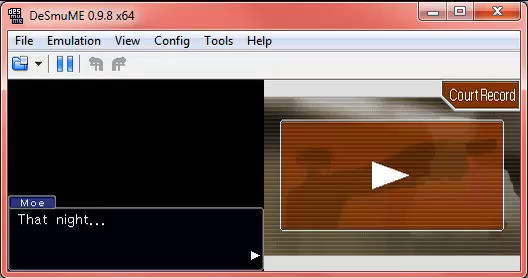 DeSmuME 0.9.8 x64
File Emulation View Config Tools Help
Court Record
Moe
That night...